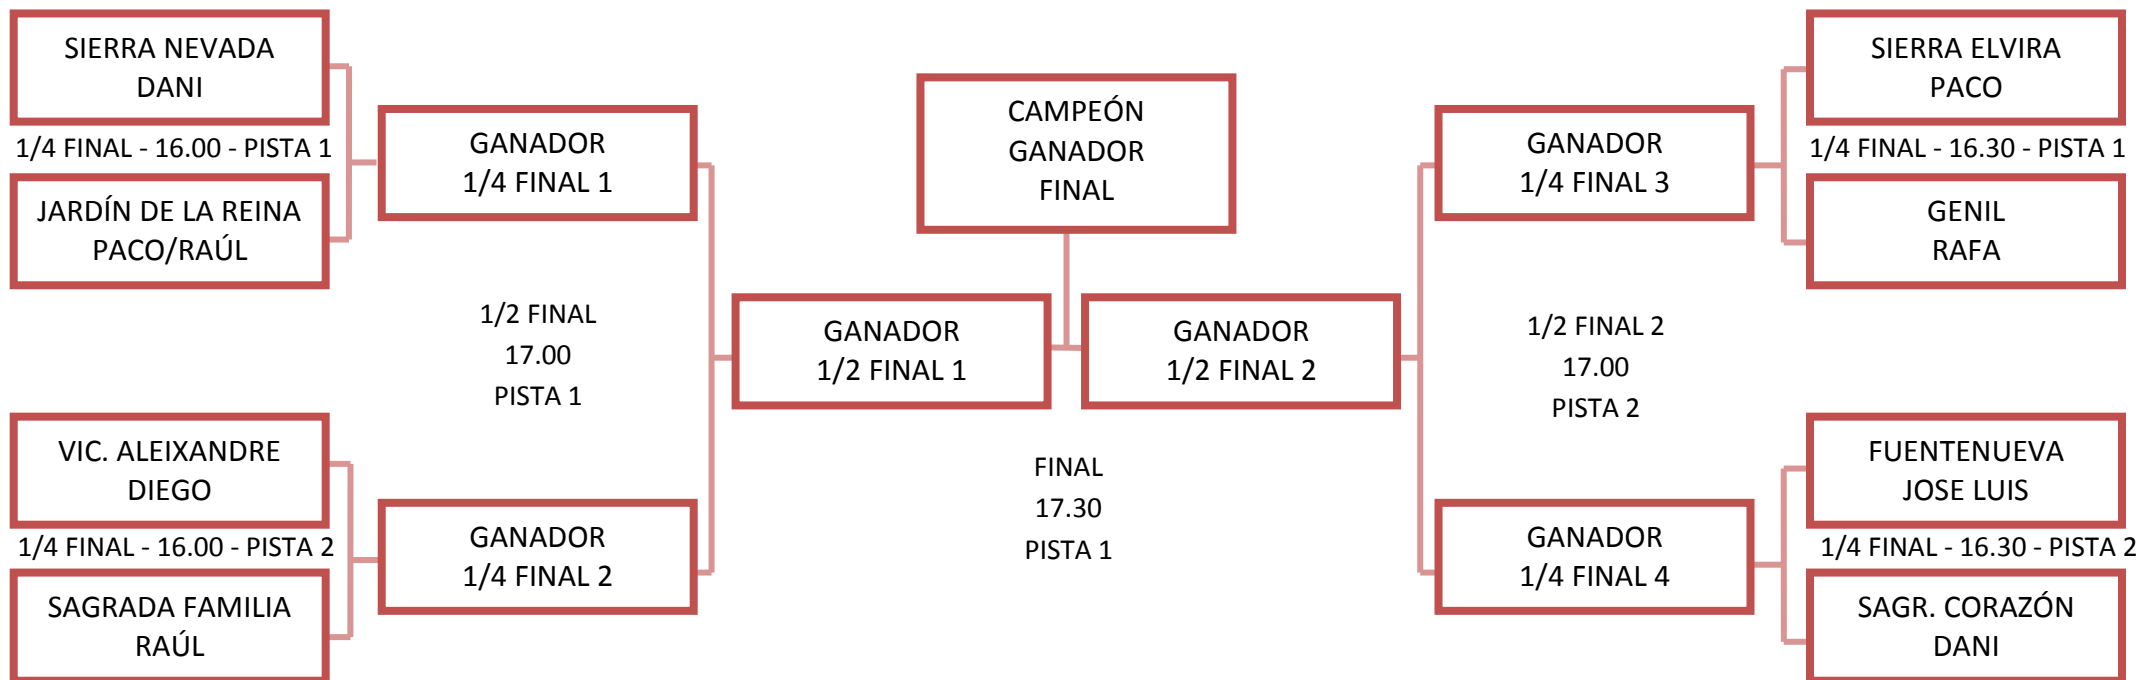 SIERRA NEVADA
DANI
1/4 FINAL - 16.00 - PISTA 1
JARDÍN DE LA REINA
PACO/RAÚL
GANADOR
1/4 FINAL 1
1/2 FINAL
17.00
PISTA 1
VIC. ALEIXANDRE
DIEGO
1/4 FINAL - 16.00 - PISTA 2
SAGRADA FAMILIA
RAÚL
GANADOR
1/4 FINAL 2
GANADOR
1/2 FINAL 1
CAMPEÓN
GANADOR
FINAL
GANADOR
1/2 FINAL 2
FINAL
17.30
PISTA 1
GANADOR
1/4 FINAL 3
1/2 FINAL 2
17.00
PISTA 2
GANADOR
1/4 FINAL 4
SIERRA ELVIRA
PACO
1/4 FINAL - 16.30 - PISTA 1
GENIL
RAFA
FUENTENUEVA
JOSE LUIS
1/4 FINAL - 16.30 - PISTA 2
SAGR. CORAZÓN
DANI